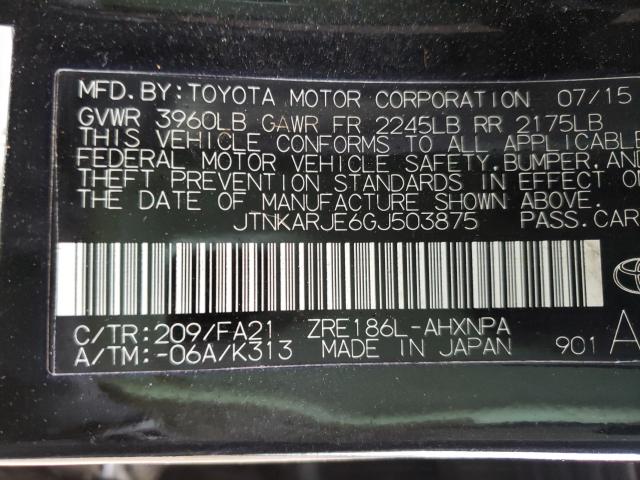 MFD. BY: TOYOTA MOTOR CORPORATION 07/15
GVWR 3960LB GAWR FR 2245LB RR 2175LB
THIS VEHICLE CONFORMS TO ALL APPLICABLE
FEDERAL MOTOR VEHICLE SAFETY, BUMPER, AND
THEFT PREVENTION STANDARDS IN EFFECT ON
THE DATE OF MANUFACTURE SHOWN ABOVE.
JTNKARJE6GJ503875 PASS. CAR
C/TR: 209/FA21 ZRE186L-AHXNPA
A/TM: -06A/K313 MADE IN JAPAN 901 A